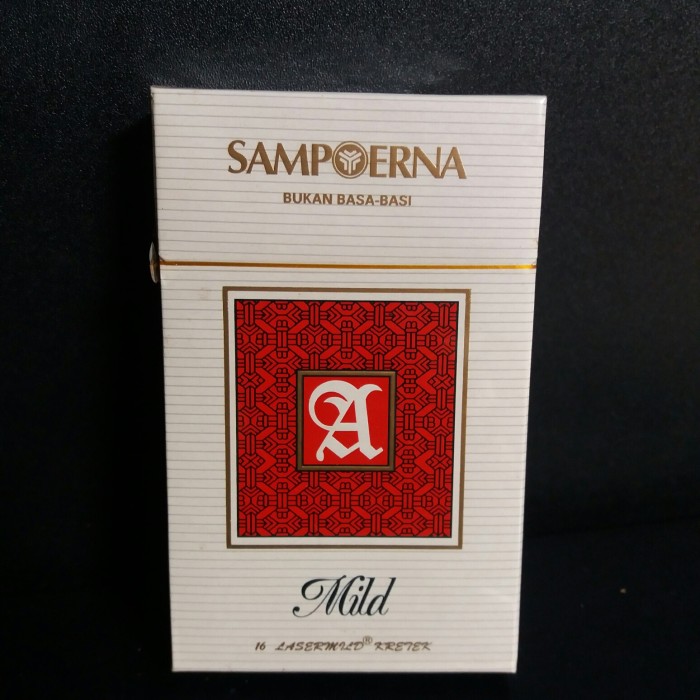 SAMPOERNA
BUKAN BASA-BASI
A
Mild
16 LASERMILD® KRETEK